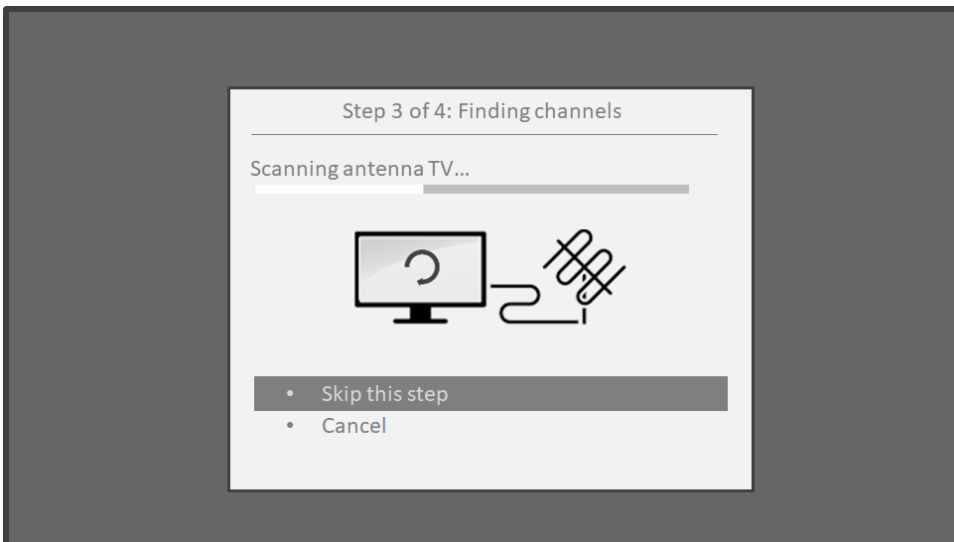 Step 3 of 4: Finding channels
Scanning antenna TV...
• Skip this step
• Cancel